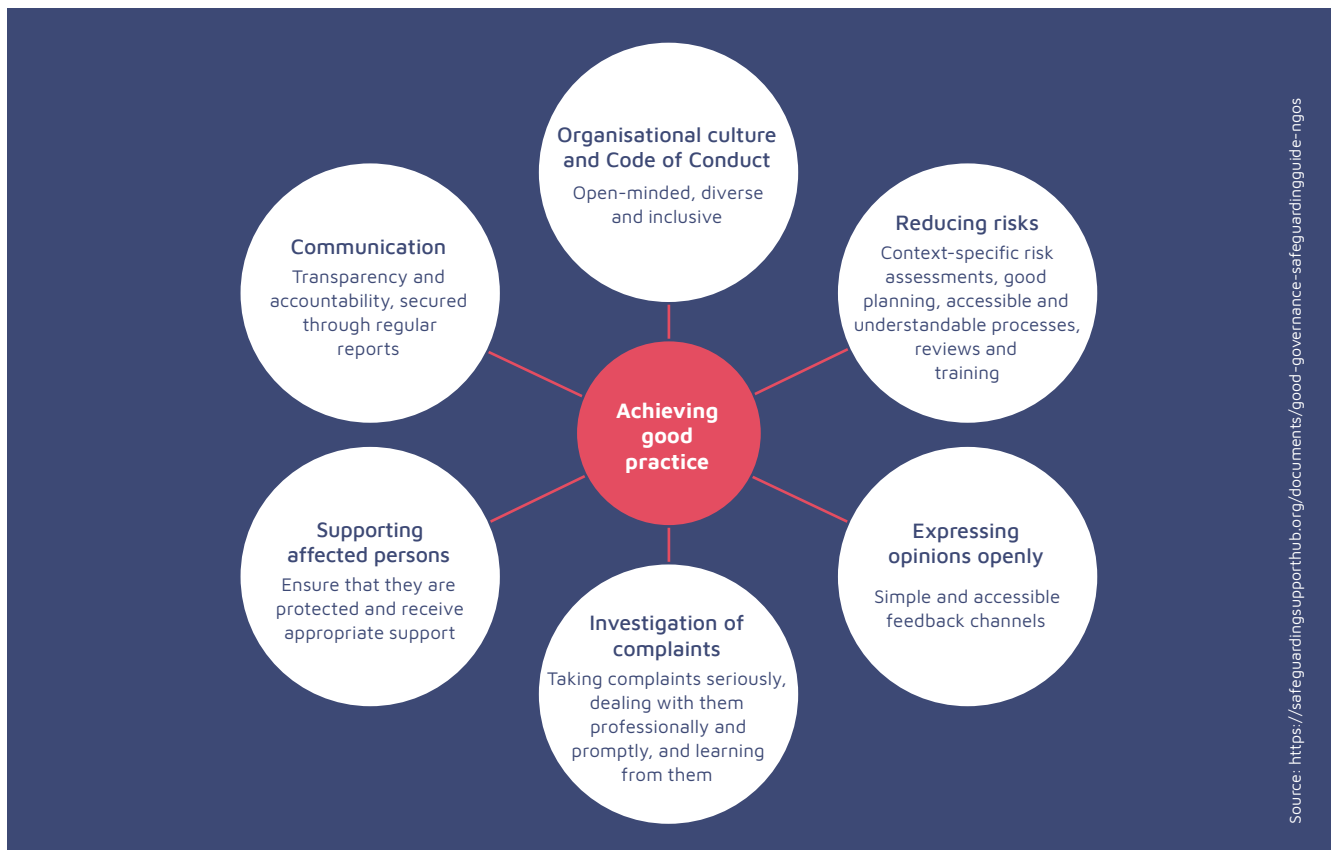 Organisational culture
and Code of Conduct
Open-minded, diverse
and inclusive
Reducing risks
Context-specific risk
assessments, good
planning, accessible and
understandable processes,
reviews and
training
Expressing
opinions openly
Simple and accessible
feedback channels
Investigation of
complaints
Taking complaints seriously,
dealing with them
professionally and
promptly, and learning
from them
Supporting
affected persons
Ensure that they are
protected and receive
appropriate support
Communication
Transparency and
accountability, secured
through regular
reports
Achieving
good
practice
Source: https://safeguardingsupporthub.org/documents/good-governance-safeguardingguide-ngos